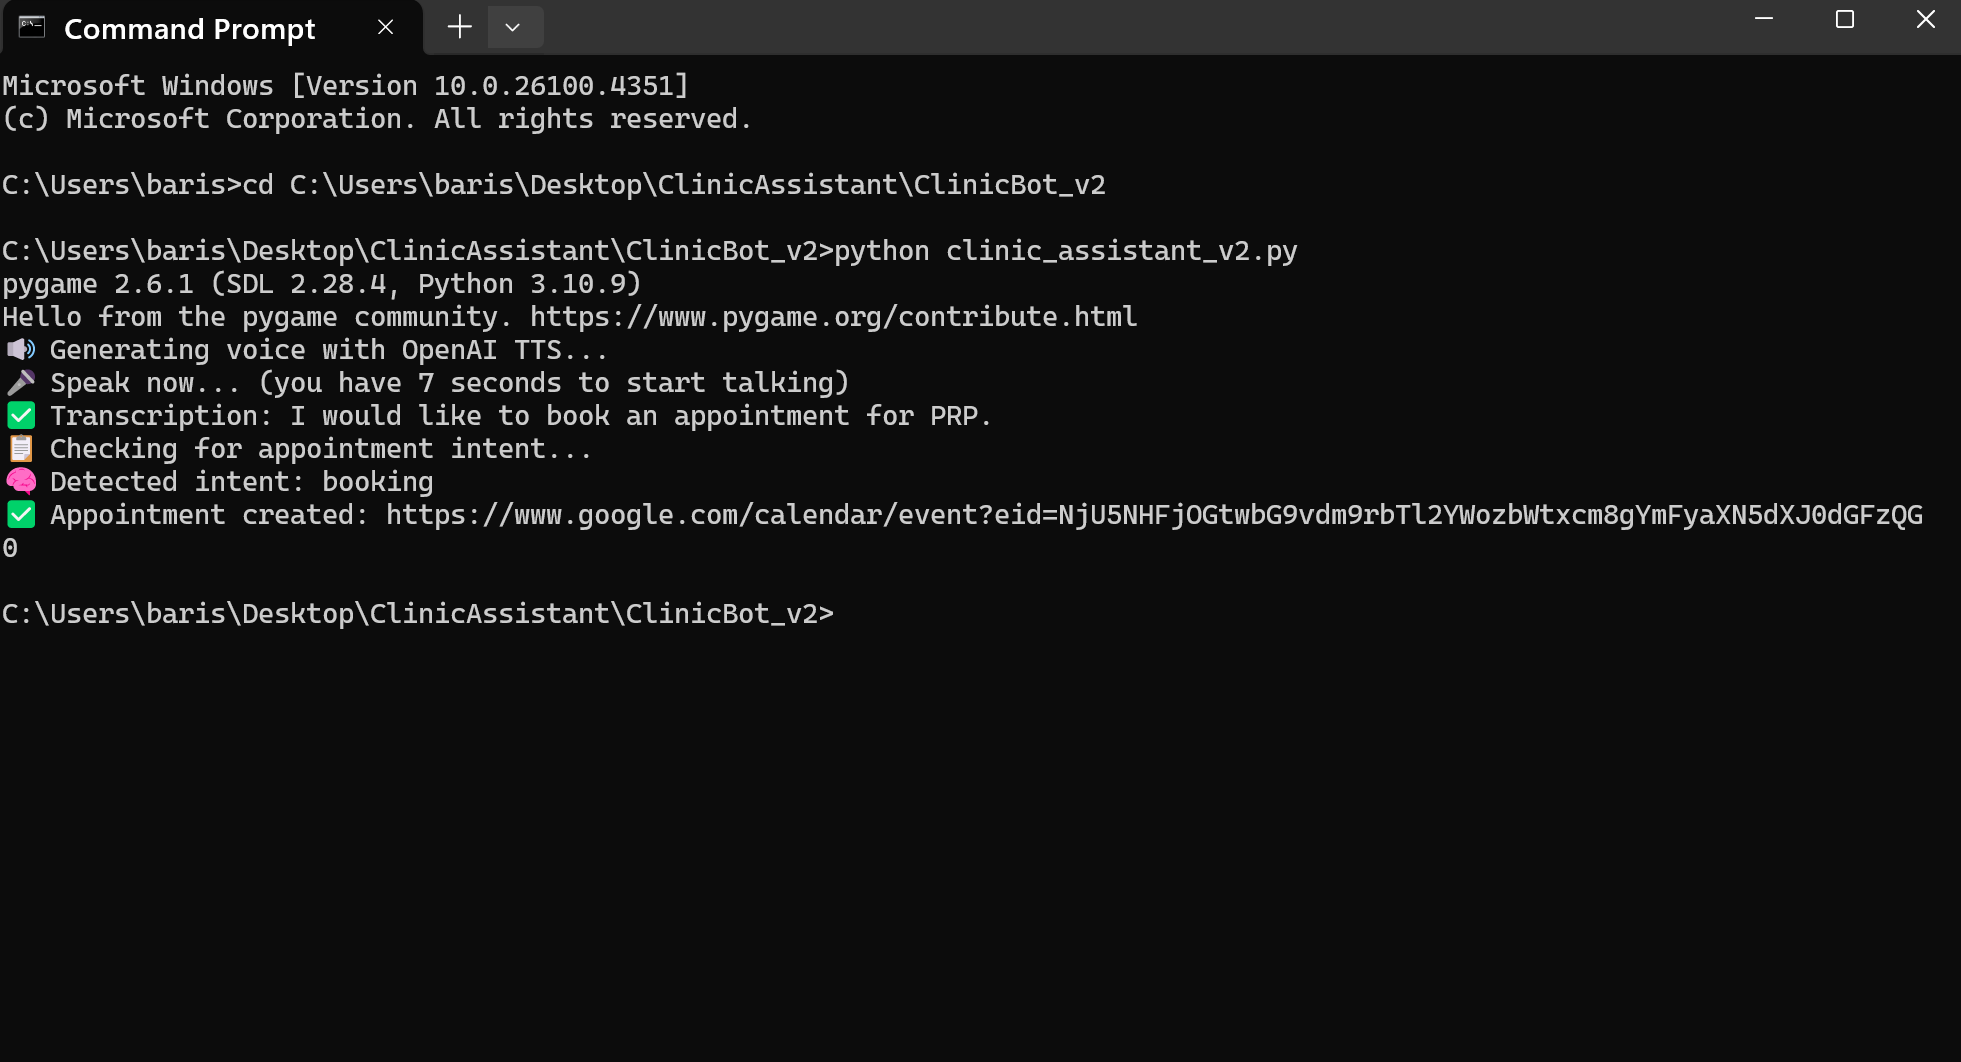 Command Prompt
Microsoft Windows [Version 10.0.26100.4351]
(c) Microsoft Corporation. All rights reserved.
C:\Users\baris>cd C:\Users\baris\Desktop\ClinicAssistant\ClinicBot_v2
C:\Users\baris\Desktop\ClinicAssistant\ClinicBot_v2>python clinic_assistant_v2.py
pygame 2.6.1 (SDL 2.28.4, Python 3.10.9)
Hello from the pygame community. https://www.pygame.org/contribute.html
🔊 Generating voice with OpenAI TTS...
🎤 Speak now... (you have 7 seconds to start talking)
✅ Transcription: I would like to book an appointment for PRP.
📋 Checking for appointment intent...
🧠 Detected intent: booking
✅ Appointment created: https://www.google.com/calendar/event?eid=NjU5NHFjOGtwbG9vdm9rbTl2YWozbWtxcm8gYmFyaXN5dXJ0dGFzQG
0
C:\Users\baris\Desktop\ClinicAssistant\ClinicBot_v2>